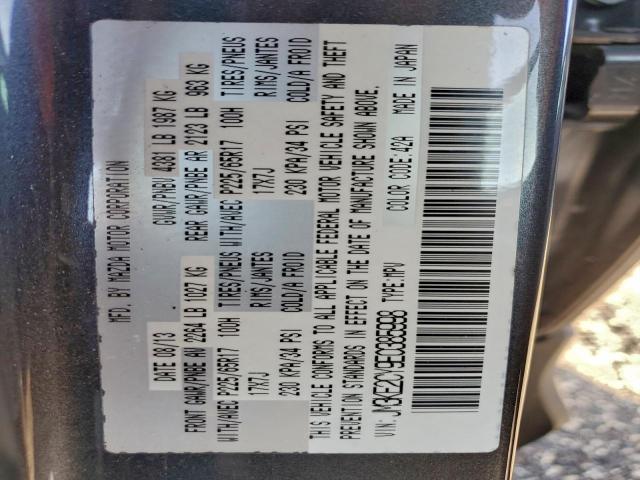 MFD. BY MAZDA MOTOR CORPORATION
DATE 08/13 GVWR/PNBV 4381 LB 1987 KG
FRONT GAWR/PNBE AV 2264 LB 1027 KG REAR GAWR/PNBE AR 2123 LB 963 KG
WITH/AVEC P225/65R17 100H TIRES/PNEUS WITH/AVEC P225/65R17 100H TIRES/PNEUS
17X7J RIMS/JANTES 17X7J RIMS/JANTES
230 KPA/34 PSI COLD/A FROID 230 KPA/34 PSI COLD/A FROID
THIS VEHICLE CONFORMS TO ALL APPLICABLE FEDERAL MOTOR VEHICLE SAFETY AND THEFT
PREVENTION STANDARDS IN EFFECT ON THE DATE OF MANUFACTURE SHOWN ABOVE.
VIN: TYPE:MPV COLOR CODE:42A MADE IN JAPAN